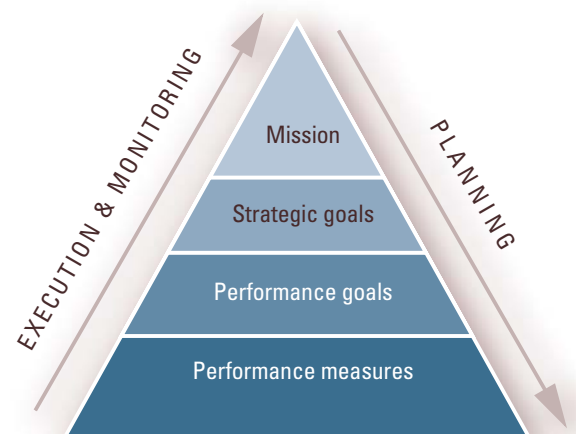 EXECUTION & MONITORING
PLANNING
Mission
Strategic goals
Performance goals
Performance measures